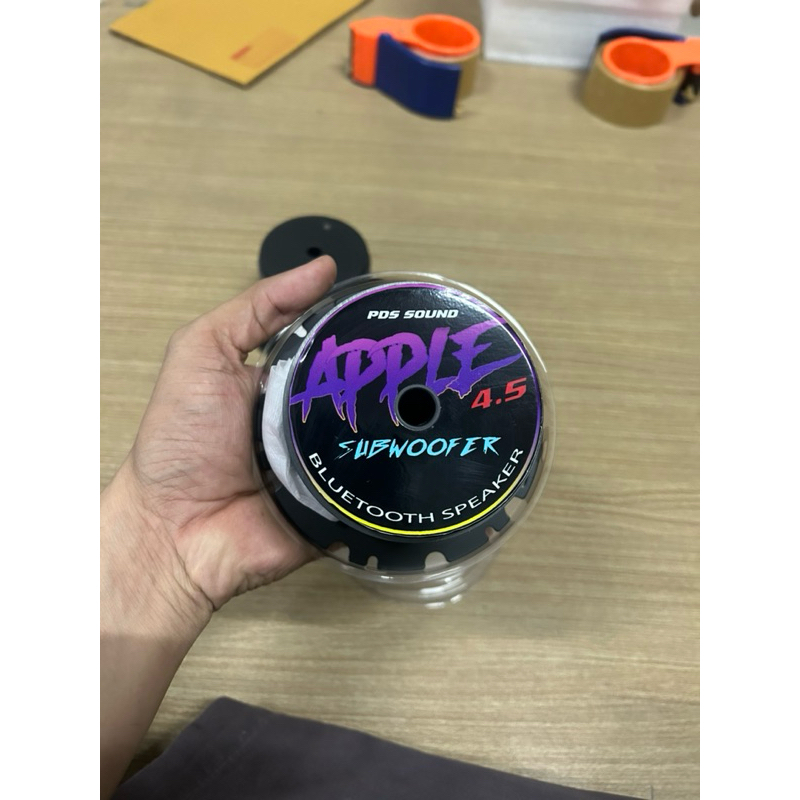 PDS SOUND
APPLE
4.5
SUBWOOFER
BLUETOOTH SPEAKER